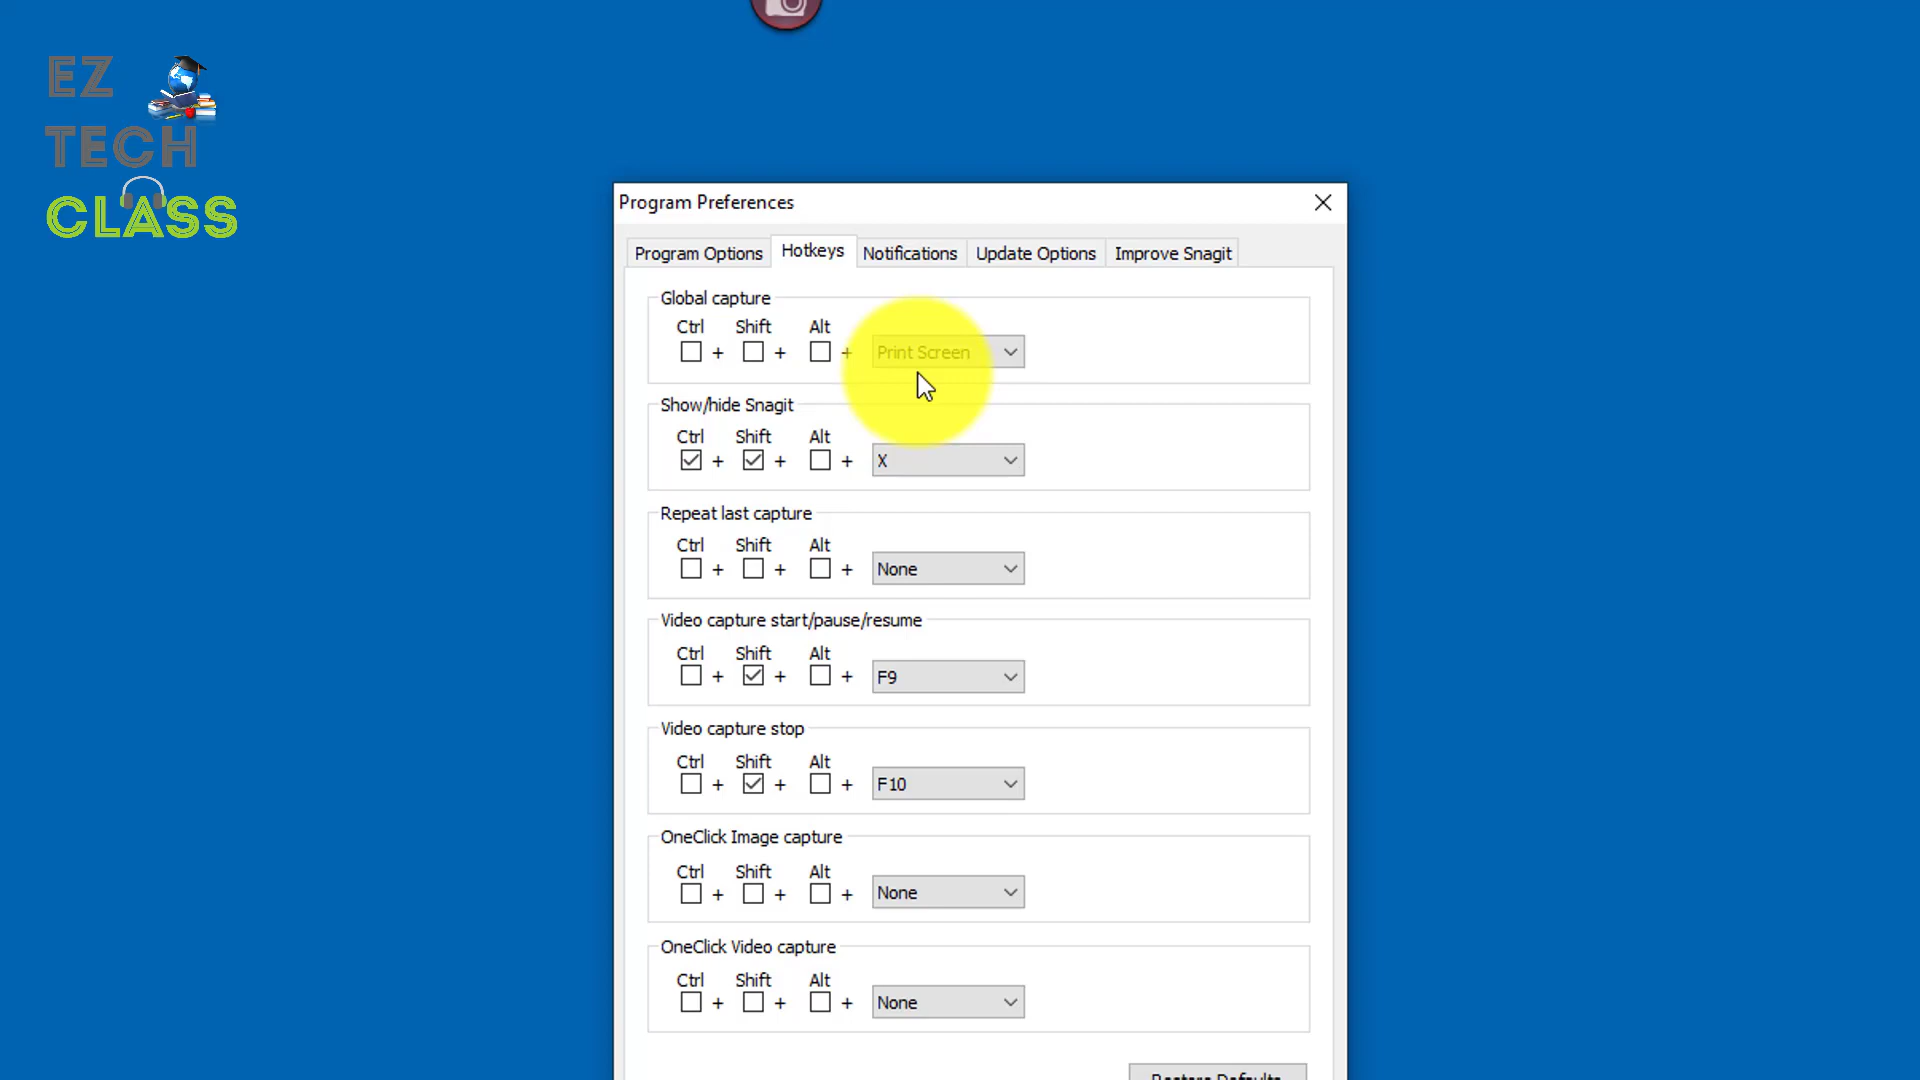 EZ
TECH
CLASS
Program Preferences
Program Options Hotkeys Notifications Update Options Improve Snagit
Global capture
Ctrl Shift Alt
+ + + Print Screen
Show/hide Snagit
Ctrl Shift Alt
+ + + X
Repeat last capture
Ctrl Shift Alt
+ + + None
Video capture start/pause/resume
Ctrl Shift Alt
+ + + F9
Video capture stop
Ctrl Shift Alt
+ + + F10
OneClick Image capture
Ctrl Shift Alt
+ + + None
OneClick Video capture
Ctrl Shift Alt
+ + + None
Restore Defaults